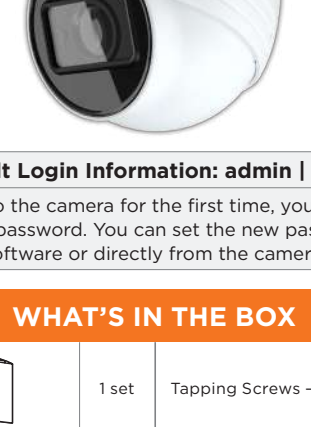 lt Login Information: admin |
o the camera for the first time, you
password. You can set the new pas
oftware or directly from the camer
WHAT'S IN THE BOX
1 set
Tapping Screws –